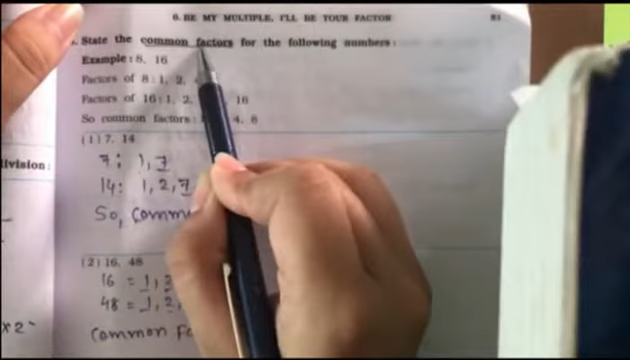 6. BE MY MULTIPLE, I'LL BE YOUR FACTOR 81
State the common factors for the following numbers:
Example: 8, 16
Factors of 8: 1, 2,
Factors of 16: 1, 2, 16
So common factors: 4, 8
(1) 7, 14
7: 1, 7
14: 1, 2, 7
So, comm
ivision:
(2) 16, 48
16 = 1,
48 = 1, 2,
x 2
Common Fa